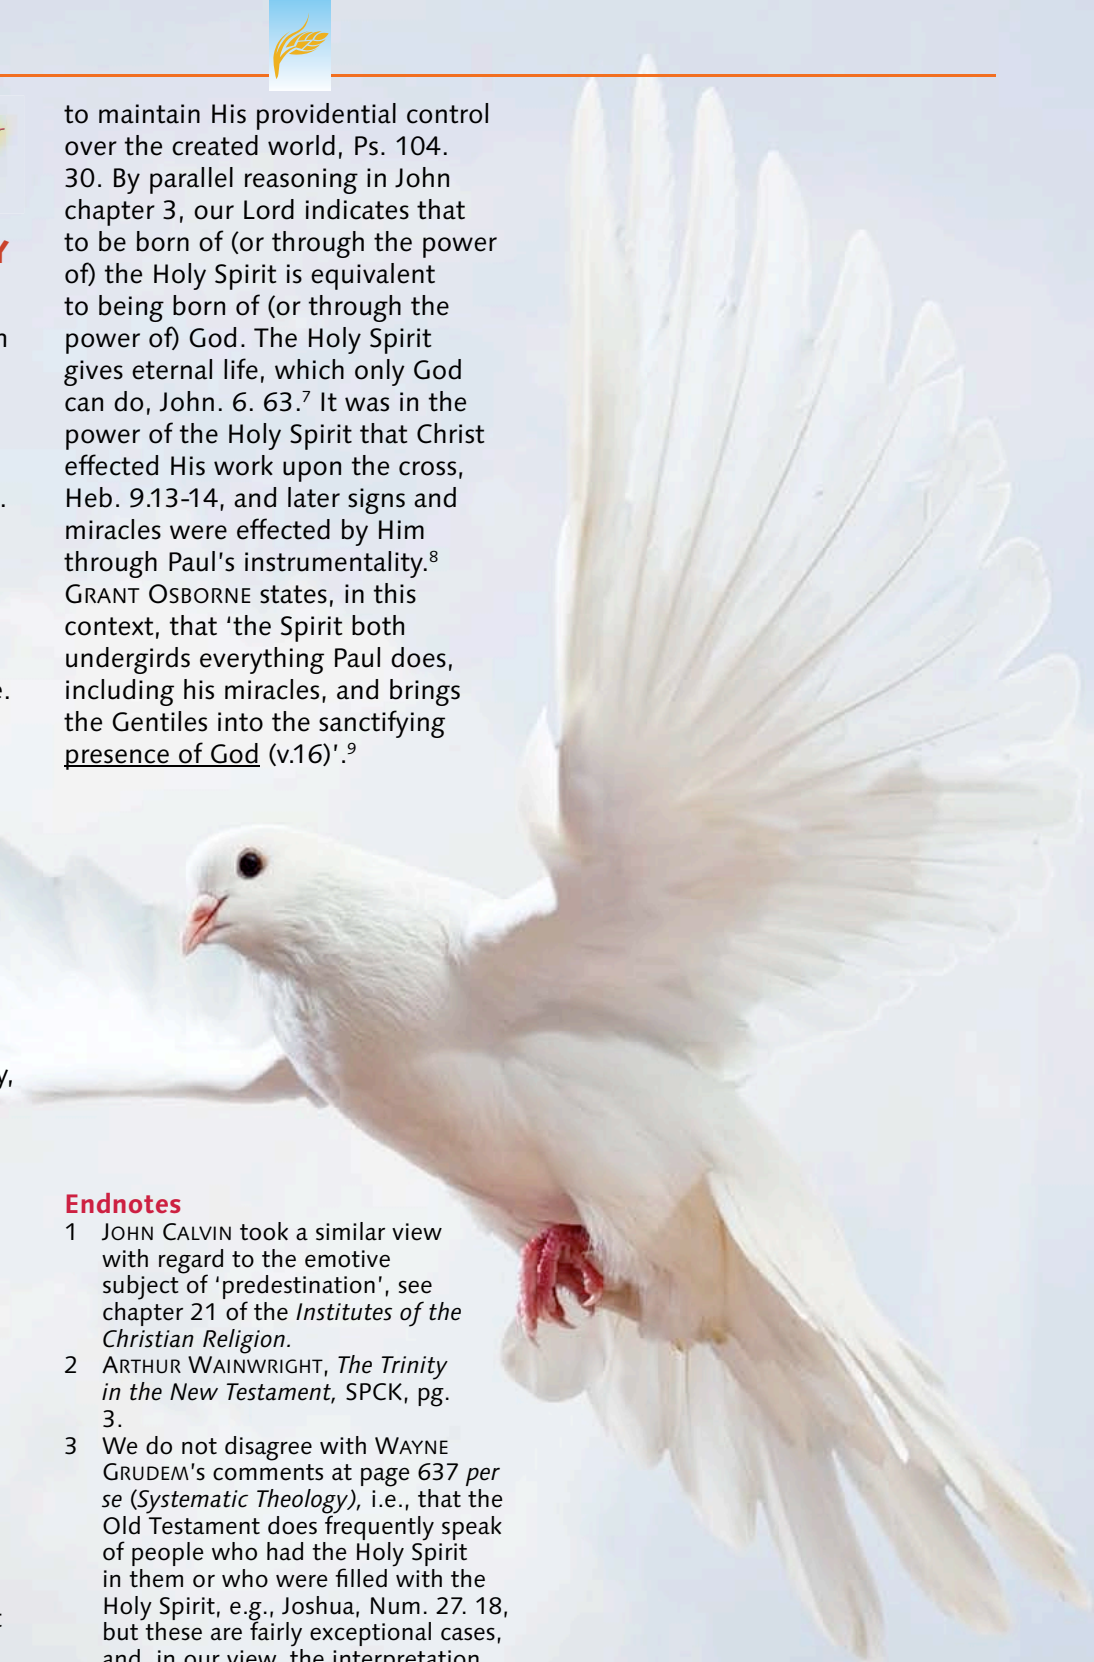 to maintain His providential control
over the created world, Ps. 104.
30. By parallel reasoning in John
chapter 3, our Lord indicates that
to be born of (or through the power
of) the Holy Spirit is equivalent
to being born of (or through the
power of) God. The Holy Spirit
gives eternal life, which only God
can do, John. 6. 63.⁷ It was in the
power of the Holy Spirit that Christ
effected His work upon the cross,
Heb. 9.13-14, and later signs and
miracles were effected by Him
through Paul's instrumentality.⁸
GRANT OSBORNE states, in this
context, that ‘the Spirit both
undergirds everything Paul does,
including his miracles, and brings
the Gentiles into the sanctifying
presence of God (v.16)’.⁹
Endnotes
1 JOHN CALVIN took a similar view
with regard to the emotive
subject of ‘predestination’, see
chapter 21 of the Institutes of the
Christian Religion.
2 ARTHUR WAINWRIGHT, The Trinity
in the New Testament, SPCK, pg.
3.
3 We do not disagree with WAYNE
GRUDEM's comments at page 637 per
se (Systematic Theology), i.e., that the
Old Testament does frequently speak
of people who had the Holy Spirit
in them or who were filled with the
Holy Spirit, e.g., Joshua, Num. 27. 18,
but these are fairly exceptional cases,
and, in our view, the interpretation